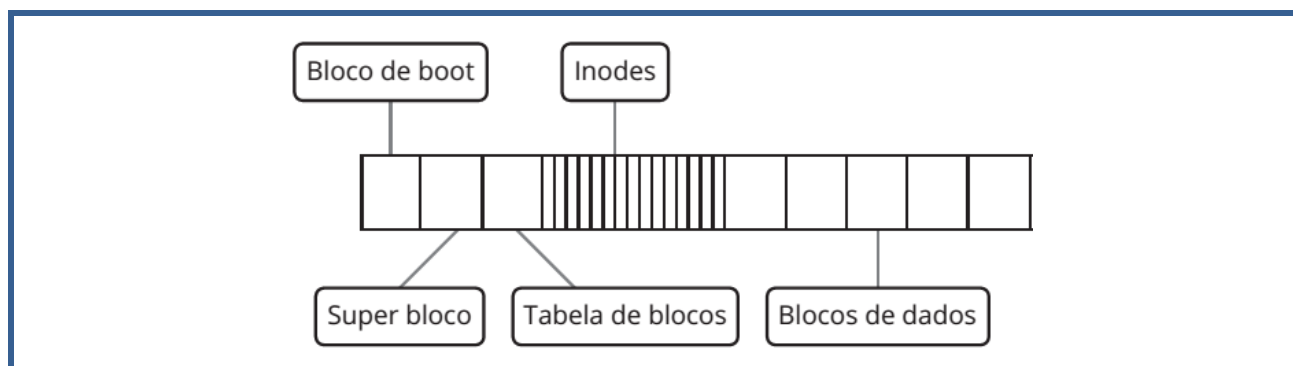 Bloco de boot
Inodes
Super bloco
Tabela de blocos
Blocos de dados